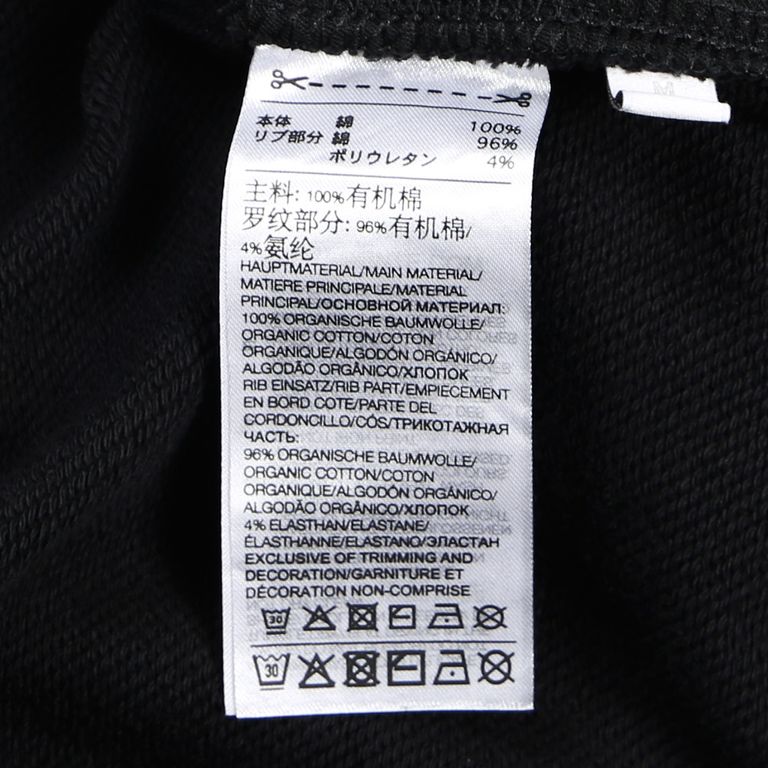 本体 綿 100%
リブ部分 綿 96%
ポリウレタン 4%
主料: 100%有机棉
罗纹部分: 96%有机棉/
4%氨纶
HAUPTMATERIAL/MAIN MATERIAL/
MATIERE PRINCIPALE/MATERIAL
PRINCIPAL/ОСНОВНОЙ МАТЕРИАЛ:
100% ORGANISCHE BAUMWOLLE/
ORGANIC COTTON/COTON
ORGANIQUE/ALGODÓN ORGÁNICO/
ALGODÃO ORGÂNICO/ХЛОПОК
RIB EINSATZ/RIB PART/EMPIECEMENT
EN BORD COTE/PARTE DEL
CORDONCILLO/CÓS/ТРИКОТАЖНАЯ
ЧАСТЬ:
96% ORGANISCHE BAUMWOLLE/
ORGANIC COTTON/COTON
ORGANIQUE/ALGODÓN ORGÁNICO/
ALGODÃO ORGÂNICO/ХЛОПОК
4% ELASTHAN/ELASTANE/
ÉLASTHANNE/ELASTANO/ЭЛАСТАН
EXCLUSIVE OF TRIMMING AND
DECORATION/GARNITURE ET
DÉCORATION NON-COMPRISE
30
30
M